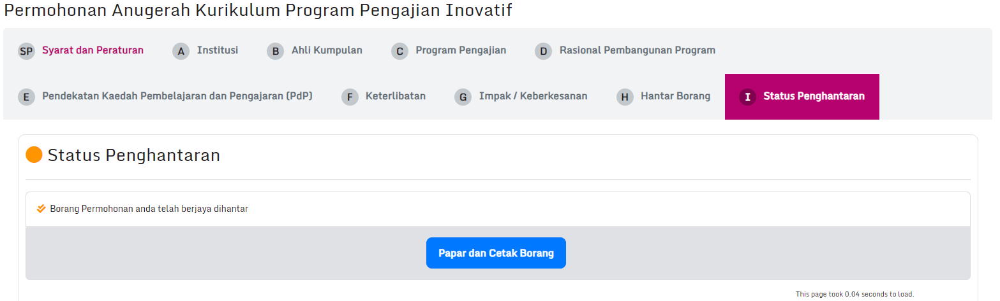 Permohonan Anugerah Kurikulum Program Pengajian Inovatif
SP Syarat dan Peraturan A Institusi B Ahli Kumpulan C Program Pengajian D Rasional Pembangunan Program
E Pendekatan Kaedah Pembelajaran dan Pengajaran (PdP) F Keterlibatan G Impak / Keberkesanan H Hantar Borang I Status Penghantaran
Status Penghantaran
Borang Permohonan anda telah berjaya dihantar
Papar dan Cetak Borang
This page took 0.04 seconds to load.